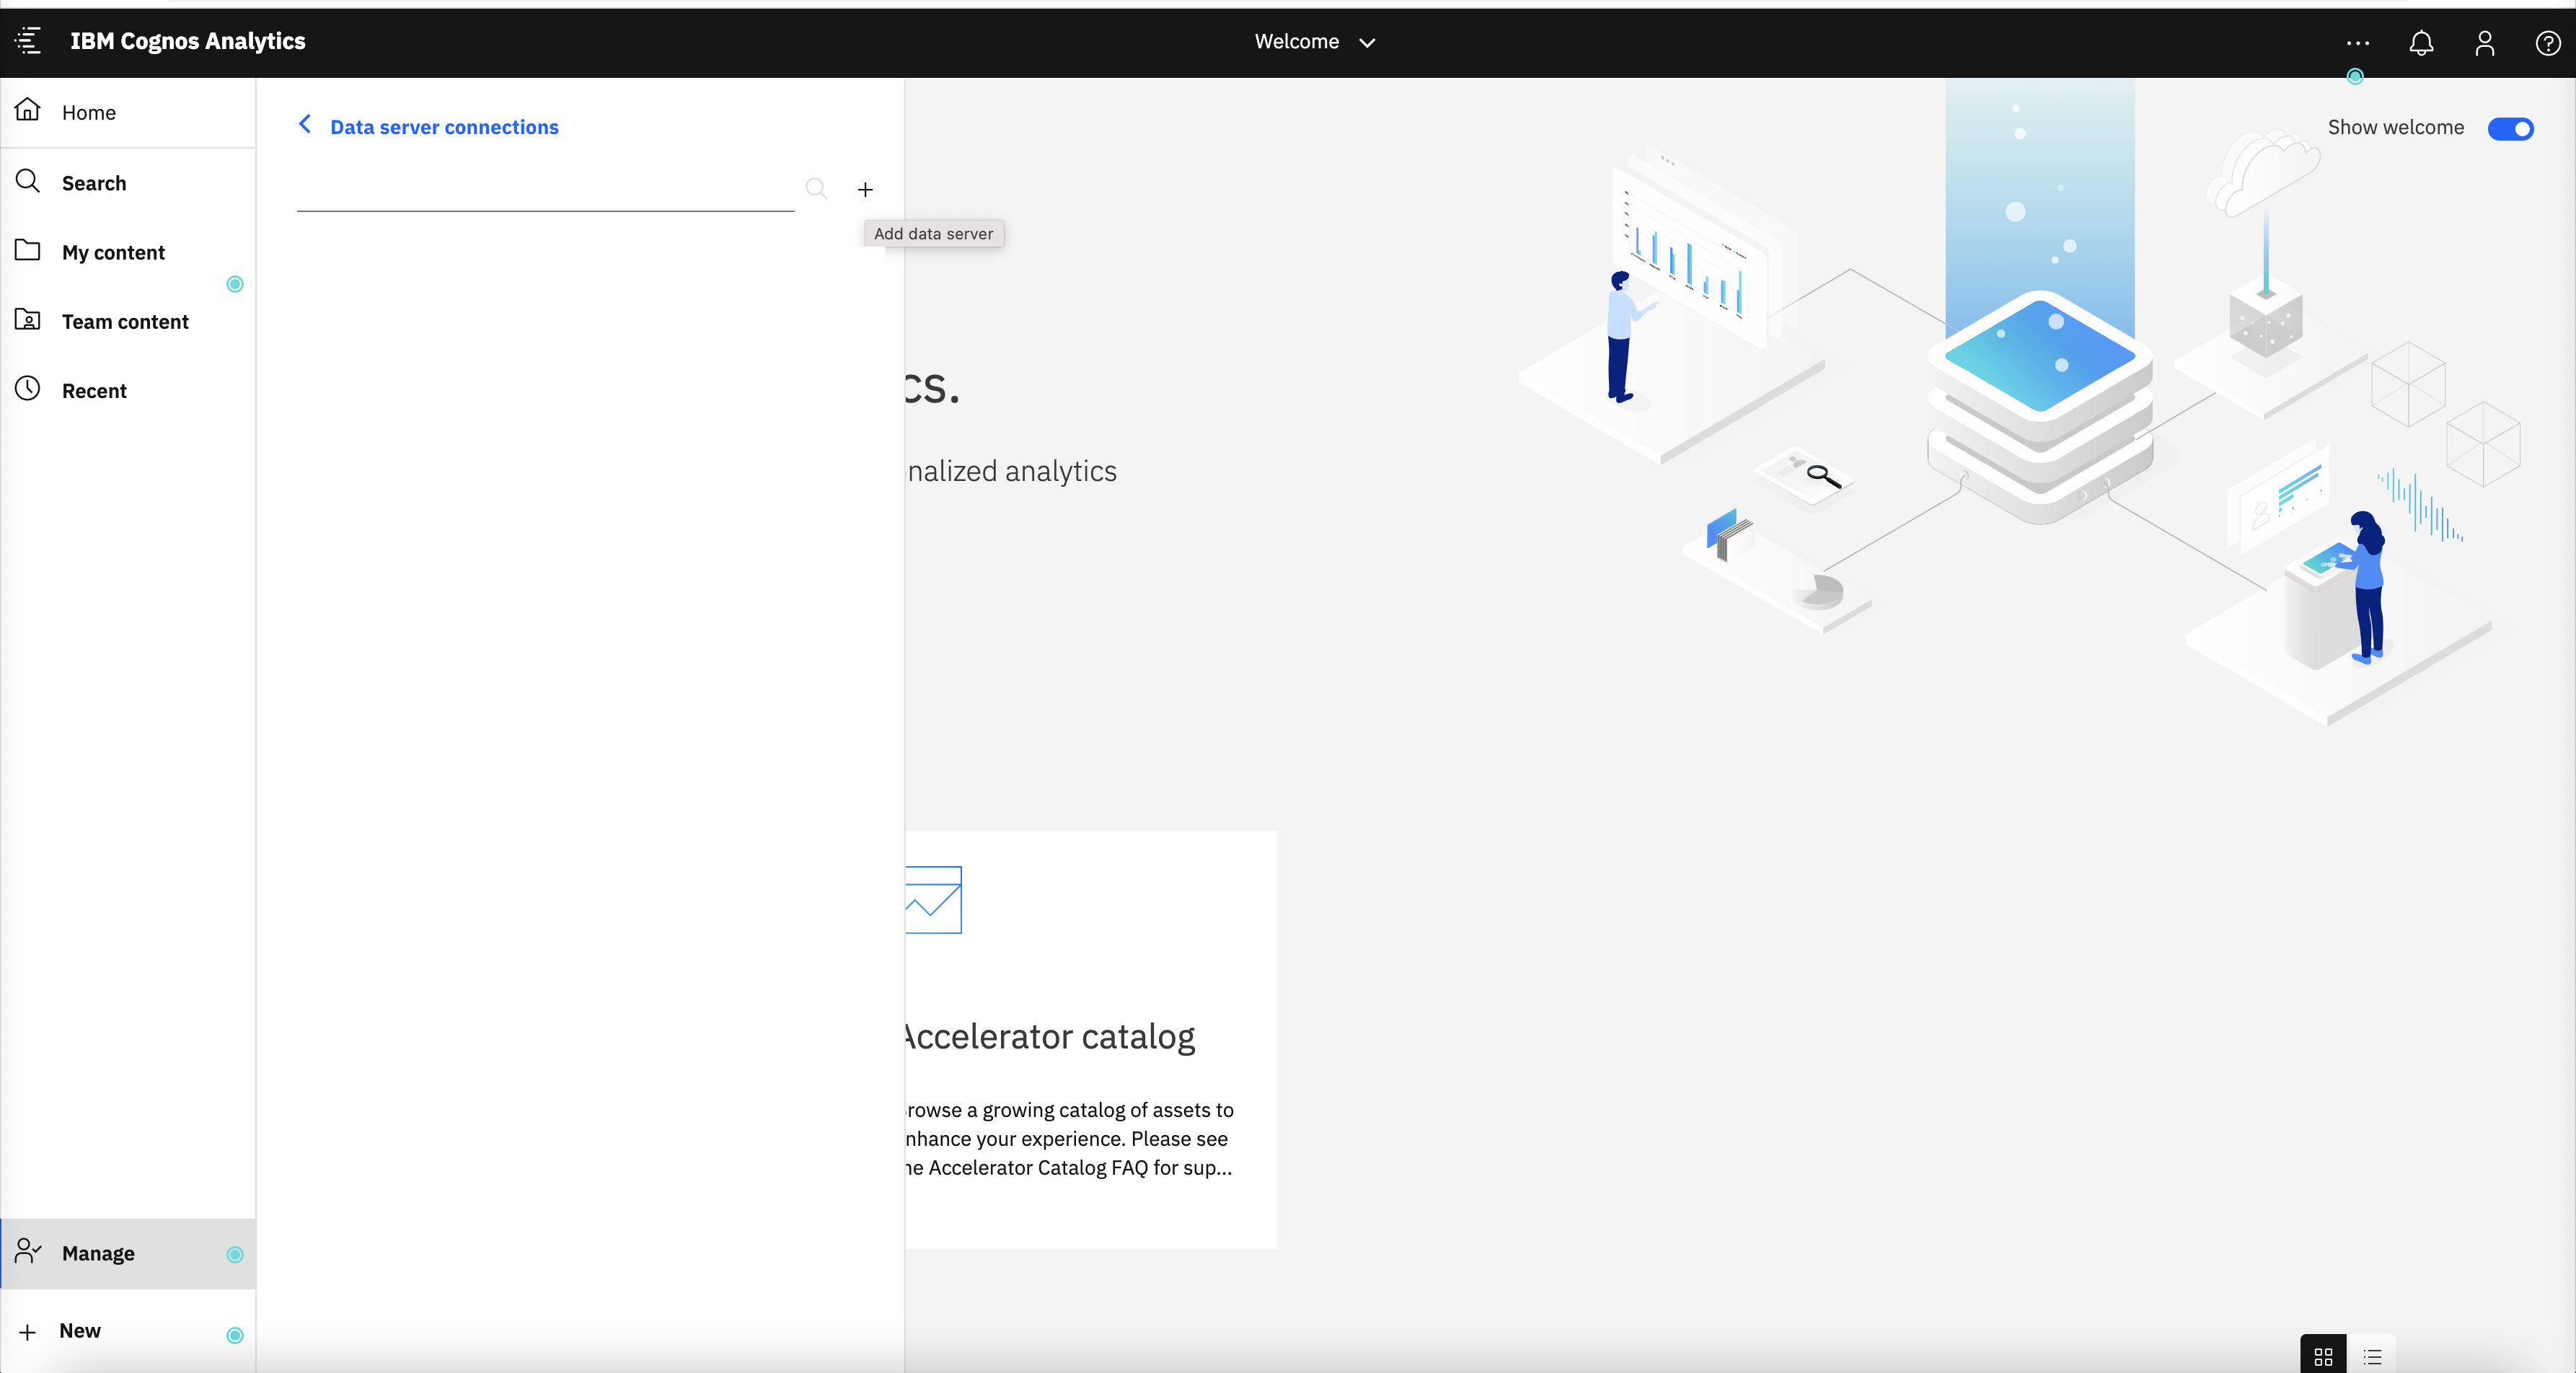 IBM Cognos Analytics
Welcome
Home
Data server connections
Show welcome
Search
Add data server
My content
Team content
Recent
cs.
nalized analytics
Accelerator catalog
rowse a growing catalog of assets to
nhance your experience. Please see
he Accelerator Catalog FAQ for sup...
Manage
New